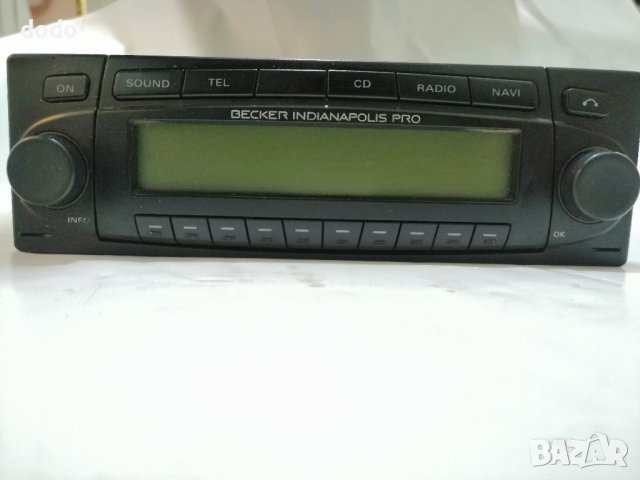 dodo
ON
SOUND TEL CD RADIO NAVI
BECKER INDIANAPOLIS PRO
INFO
OK
BAZAR